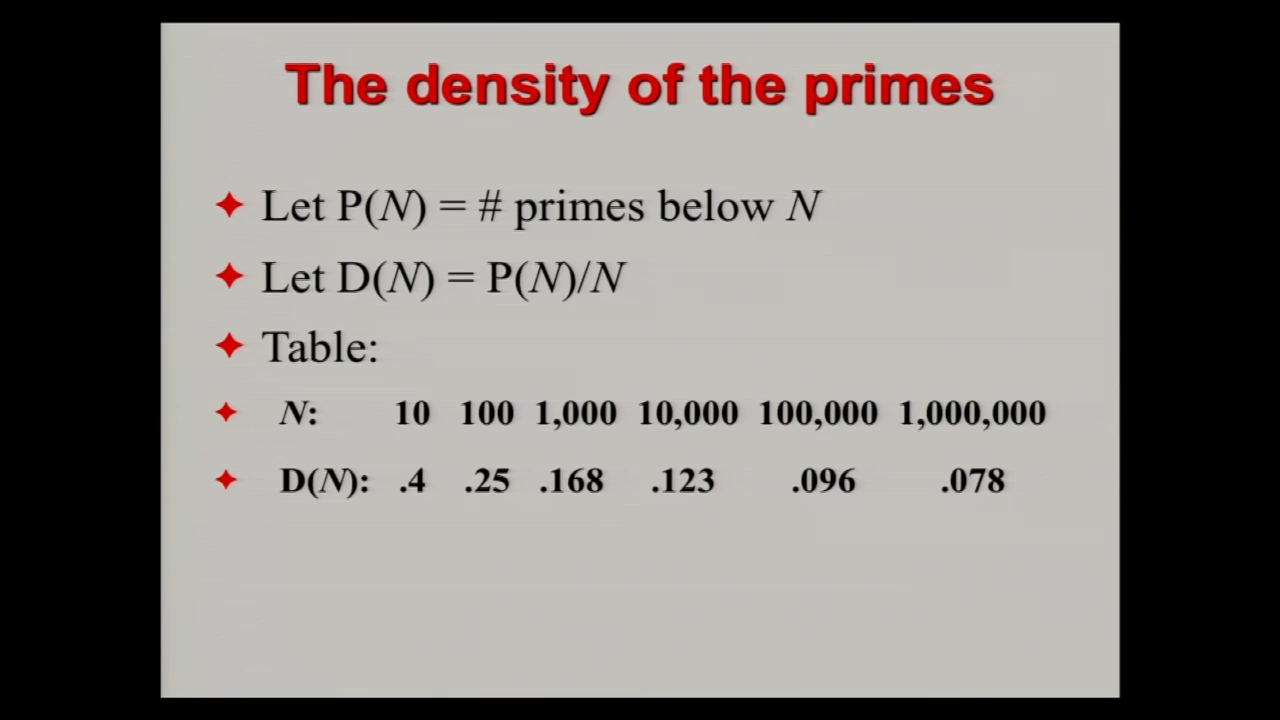 The density of the primes
Let P(N) = # primes below N
Let D(N) = P(N)/N
Table:
N: 10 100 1,000 10,000 100,000 1,000,000
D(N): .4 .25 .168 .123 .096 .078